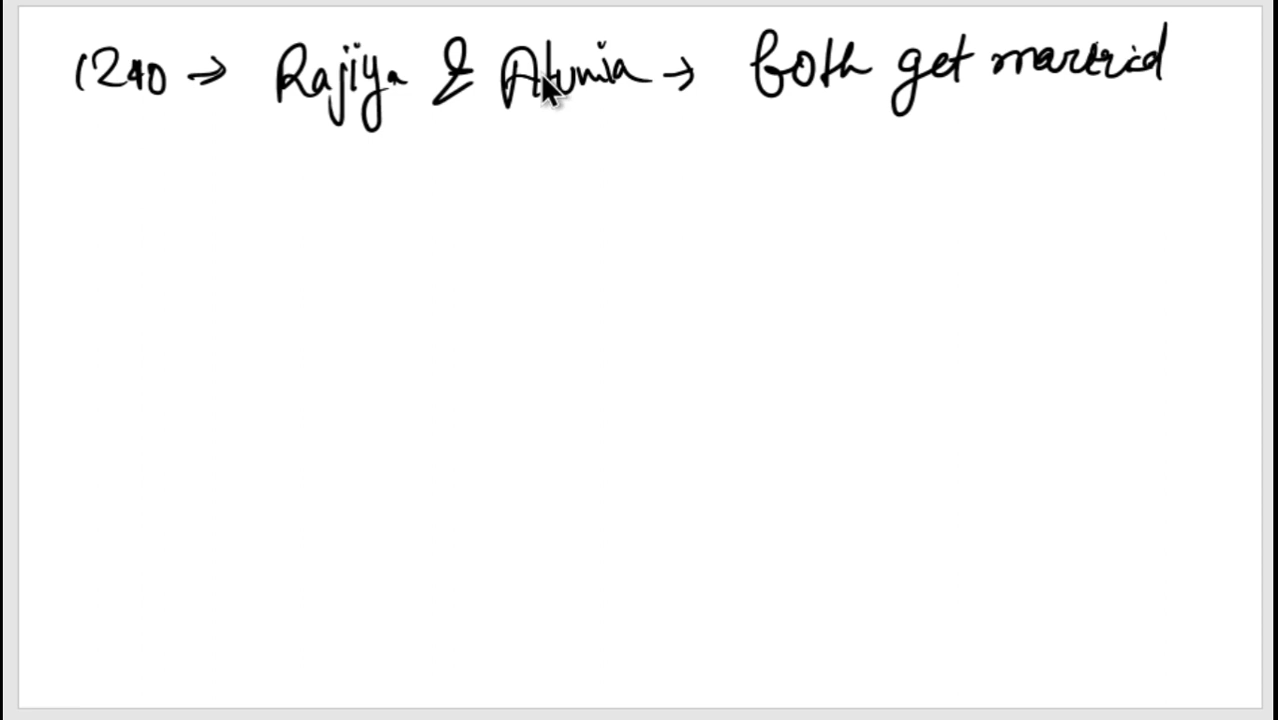 1240 ⇒ Rajiya & Altunia → both get married